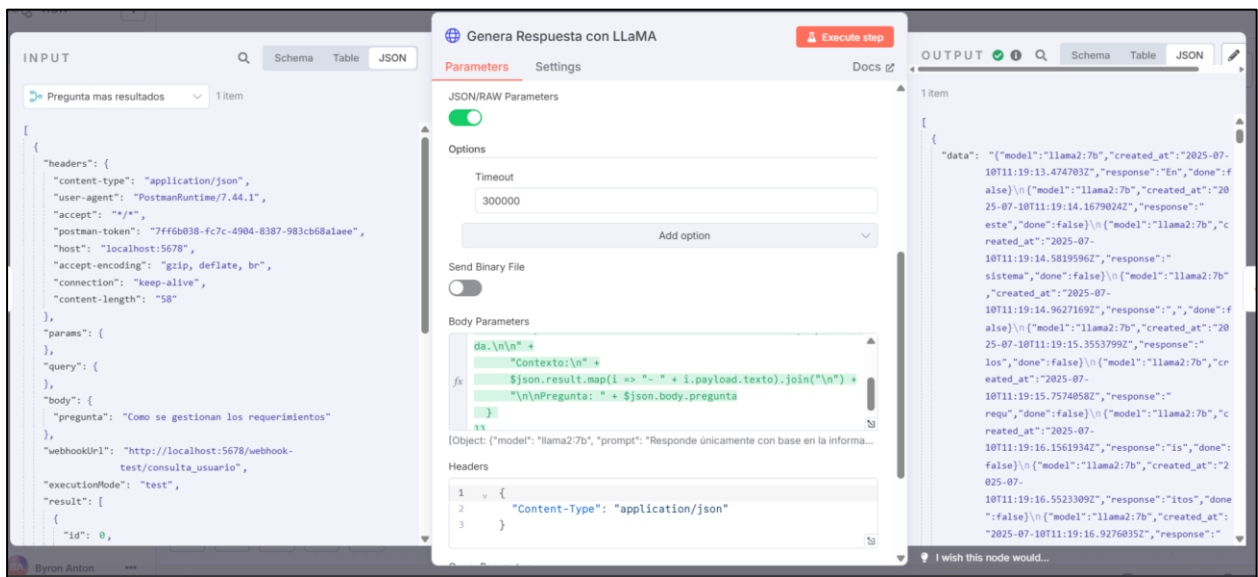 INPUT
Schema Table JSON
Pregunta mas resultados
1 item
[
{
"headers": {
"content-type": "application/json",
"user-agent": "PostmanRuntime/7.44.1",
"accept": "*/*",
"postman-token": "7ff6b038-fc7c-4904-8387-983cb68a1aee",
"host": "localhost:5678",
"accept-encoding": "gzip, deflate, br",
"connection": "keep-alive",
"content-length": "58"
},
"params": {
},
"query": {
},
"body": {
"pregunta": "Como se gestionan los requerimientos"
},
"webhookUrl": "http://localhost:5678/webhook-
test/consulta_usuario",
"executionMode": "test",
"result": [
{
"id": 0,
Byron Anton
Genera Respuesta con LLaMA
Execute step
Parameters Settings Docs
JSON/RAW Parameters
Options
Timeout
300000
Add option
Send Binary File
Body Parameters
da.\n\n" +
"Contexto:\n" +
$json.result.map(i => "- " + i.payload.texto).join("\n") +
"\n\nPregunta: " + $json.body.pregunta
}
}}
fx
[Object: {"model": "llama2:7b", "prompt": "Responde únicamente con base en la informa...
Headers
1 {
2 "Content-Type": "application/json"
3 }
OUTPUT Schema Table JSON
1 item
[
{
"data": "{"model":"llama2:7b","created_at":"2025-07-
10T11:19:13.474703Z","response":"En","done":f
alse}\n{"model":"llama2:7b","created_at":"20
25-07-10T11:19:14.1679024Z","response":"
este","done":false}\n{"model":"llama2:7b","c
reated_at":"2025-07-
10T11:19:14.5819596Z","response":"
sistema","done":false}\n{"model":"llama2:7b"
,"created_at":"2025-07-
10T11:19:14.9627169Z","response":",","done":f
alse}\n{"model":"llama2:7b","created_at":"20
25-07-10T11:19:15.3553799Z","response":"
los","done":false}\n{"model":"llama2:7b","cr
eated_at":"2025-07-
10T11:19:15.7574058Z","response":"
requ","done":false}\n{"model":"llama2:7b","c
reated_at":"2025-07-
10T11:19:16.1561934Z","response":"is","done":
false}\n{"model":"llama2:7b","created_at":"2
025-07-
10T11:19:16.5523309Z","response":"itos","done
":false}\n{"model":"llama2:7b","created_at":
"2025-07-10T11:19:16.9276035Z","response":"
I wish this node would...